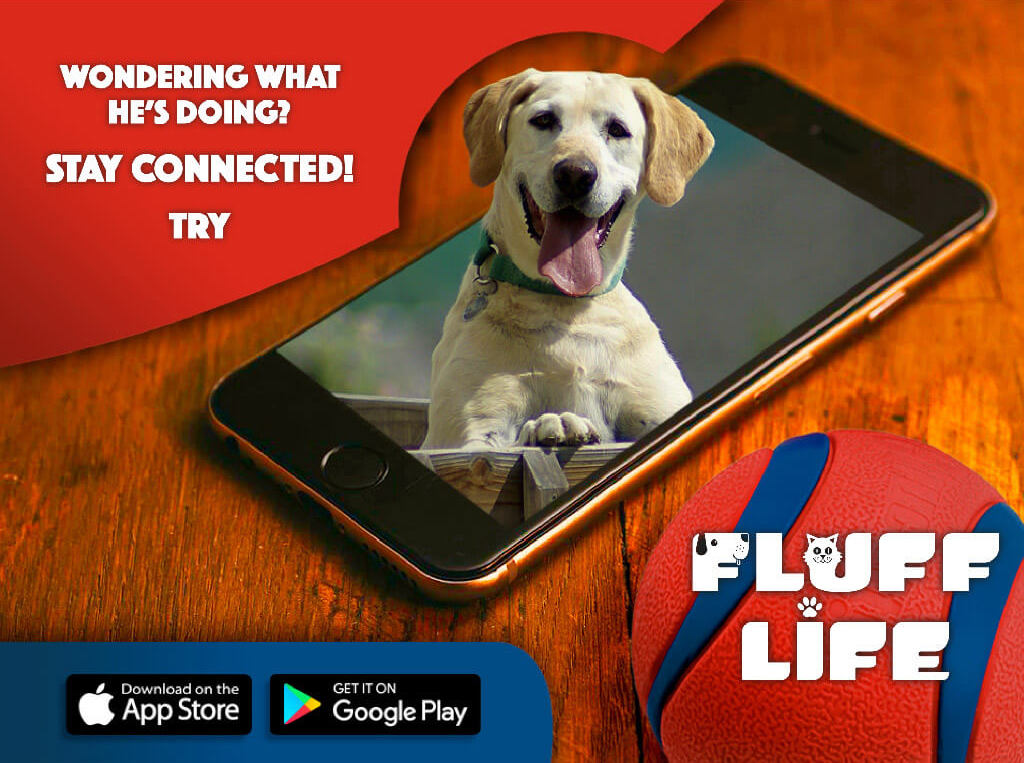 WONDERING WHAT
HE'S DOING?
STAY CONNECTED!
TRY
FLUFF
LIFE
Download on the
App Store
GET IT ON
Google Play